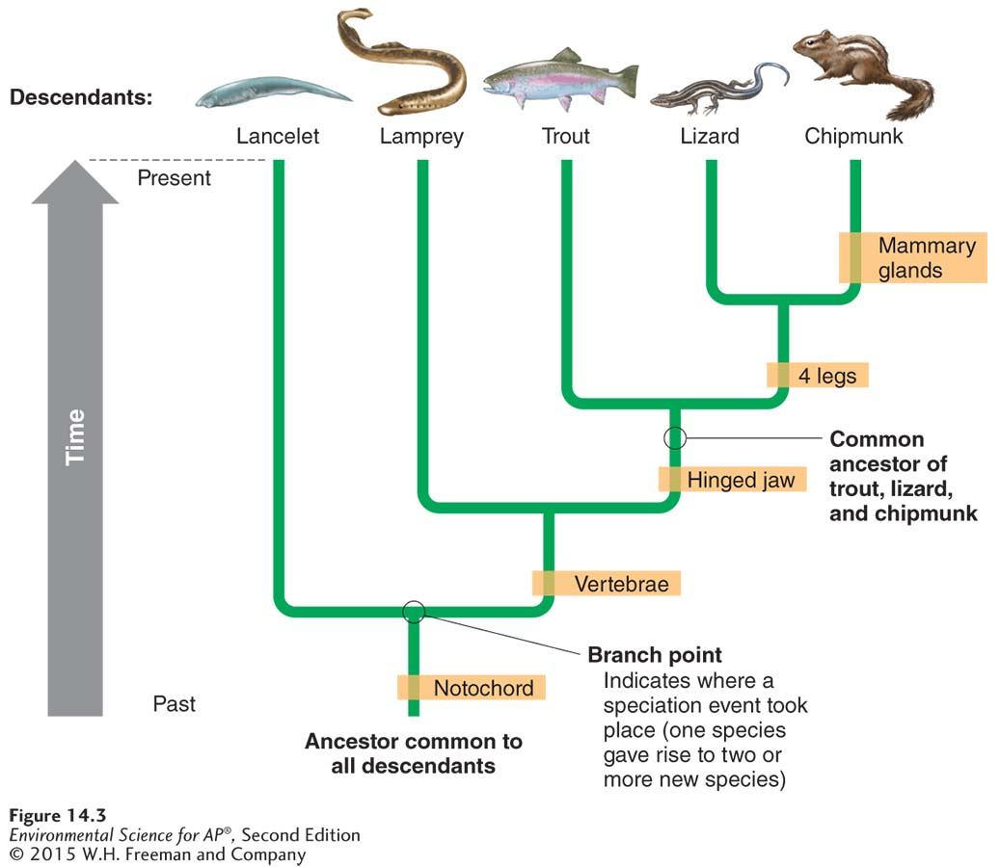 Descendants:
Lancelet
Lamprey
Trout
Lizard
Chipmunk
Present
Mammary
glands
4 legs
Time
Common
ancestor of
trout, lizard,
and chipmunk
Hinged jaw
Vertebrae
Branch point
Indicates where a
speciation event took
place (one species
gave rise to two or
more new species)
Notochord
Past
Ancestor common to
all descendants
Figure 14.3
Environmental Science for AP®, Second Edition
© 2015 W.H. Freeman and Company